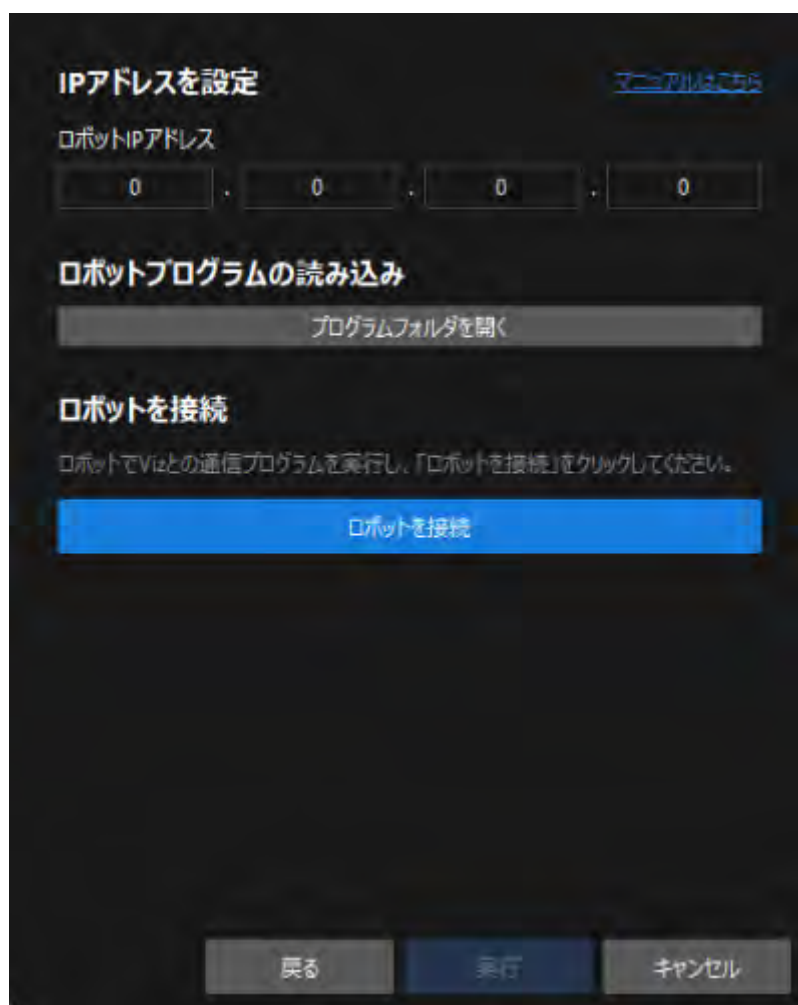 IPアドレスを設定 マニュアルはこちら
ロボットIPアドレス
0 . 0 . 0 . 0
ロボットプログラムの読み込み
プログラムフォルダを開く
ロボットを接続
ロボットでVizとの通信プログラムを実行し、「ロボットを接続」をクリックしてください。
ロボットを接続
戻る 実行 キャンセル